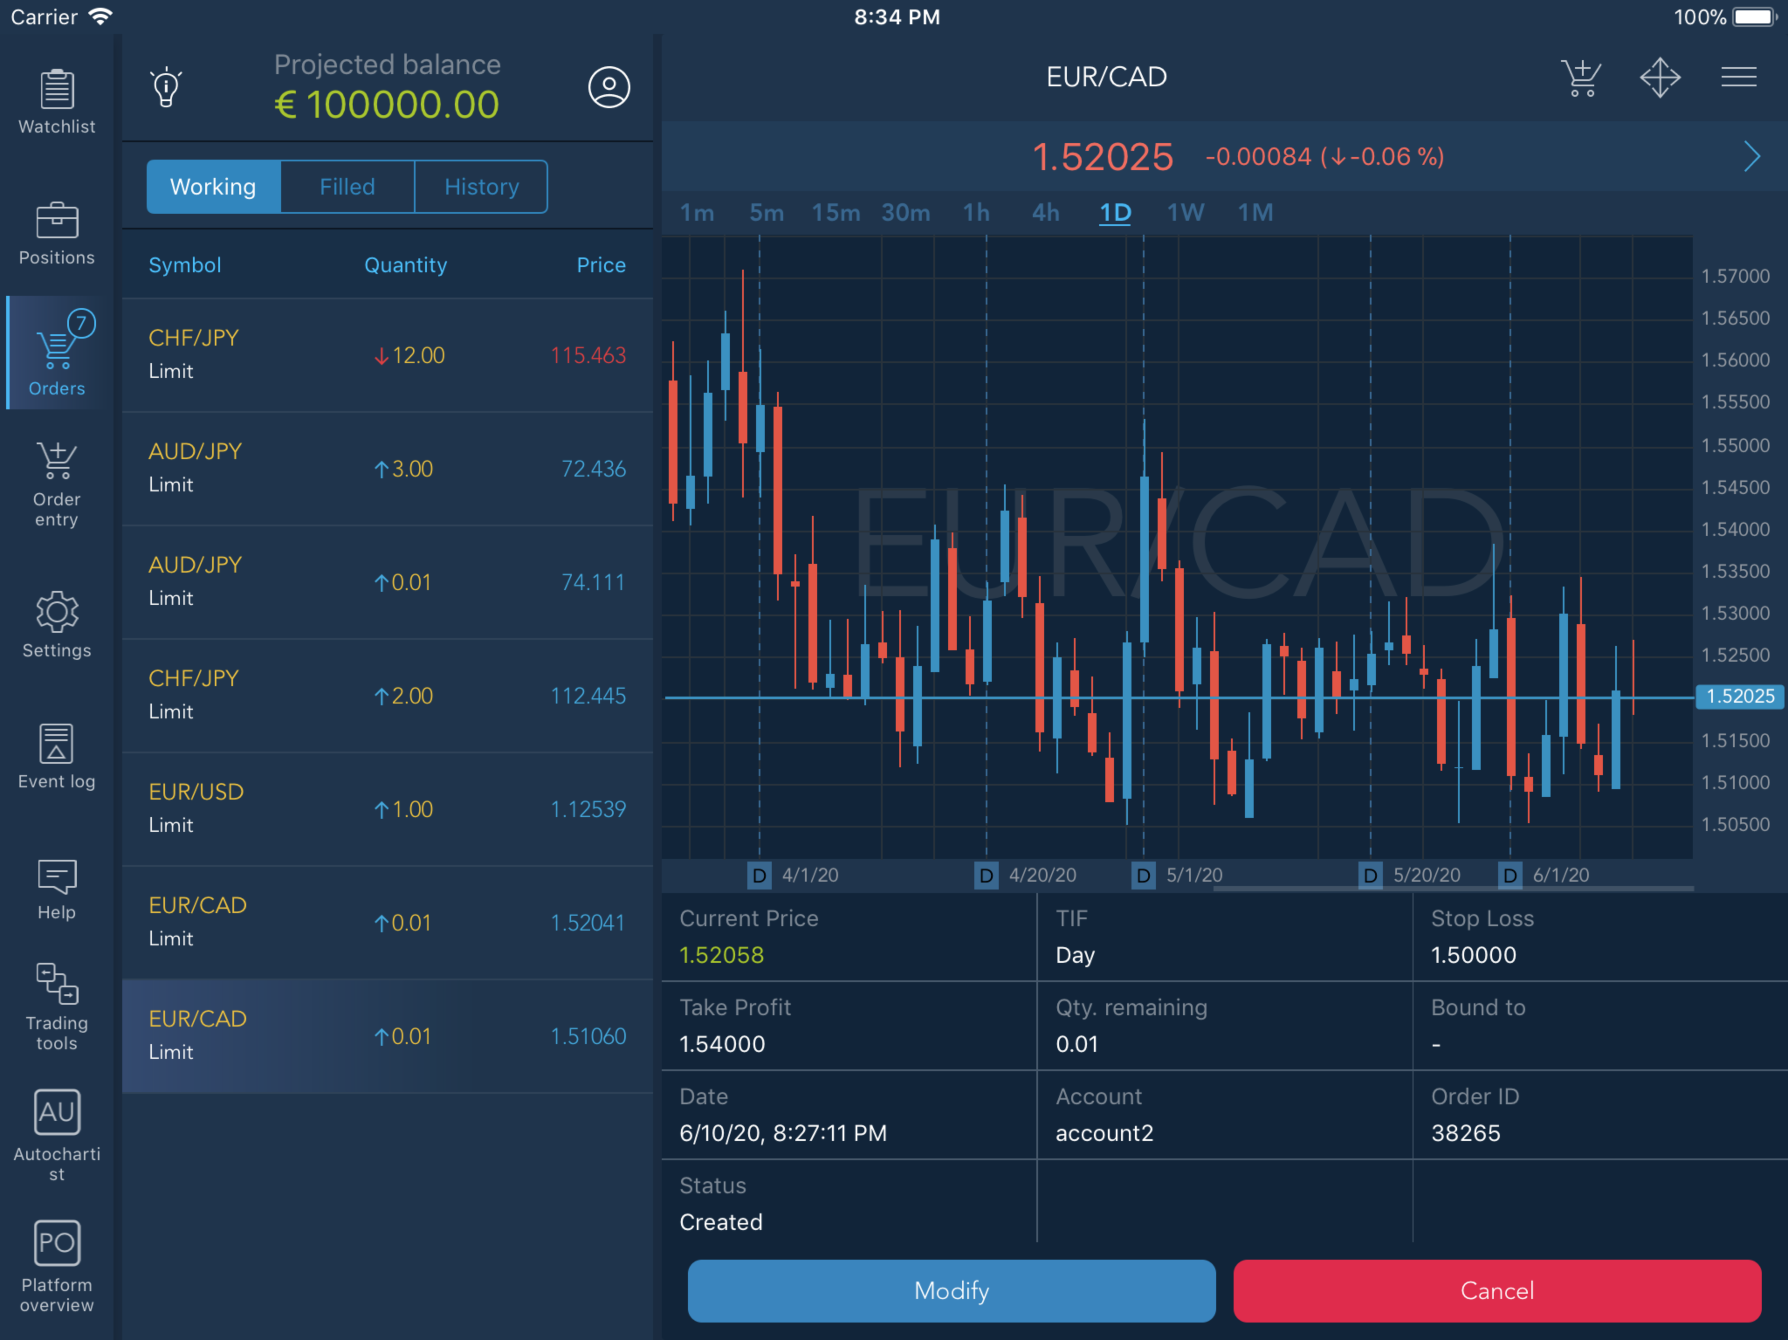 Carrier
8:34 PM
100%
Watchlist
Positions
7
Orders
Order
entry
Settings
Event log
Help
Trading
tools
AU
Autocharti
st
PO
Platform
overview
Projected balance
€ 100000.00
Working
Filled
History
Symbol
Quantity
Price
CHF/JPY
Limit
↓12.00
115.463
AUD/JPY
Limit
↑3.00
72.436
AUD/JPY
Limit
↑0.01
74.111
CHF/JPY
Limit
↑2.00
112.445
EUR/USD
Limit
↑1.00
1.12539
EUR/CAD
Limit
↑0.01
1.52041
EUR/CAD
Limit
↑0.01
1.51060
EUR/CAD
1.52025
-0.00084 (↓-0.06 %)
1m 5m 15m 30m 1h 4h 1D 1W 1M
EUR/CAD
1.57000
1.56500
1.56000
1.55500
1.55000
1.54500
1.54000
1.53500
1.53000
1.52500
1.52025
1.51500
1.51000
1.50500
D 4/1/20
D 4/20/20
D 5/1/20
D 5/20/20
D 6/1/20
Current Price
1.52058
TIF
Day
Stop Loss
1.50000
Take Profit
1.54000
Qty. remaining
0.01
Bound to
-
Date
6/10/20, 8:27:11 PM
Account
account2
Order ID
38265
Status
Created
Modify
Cancel